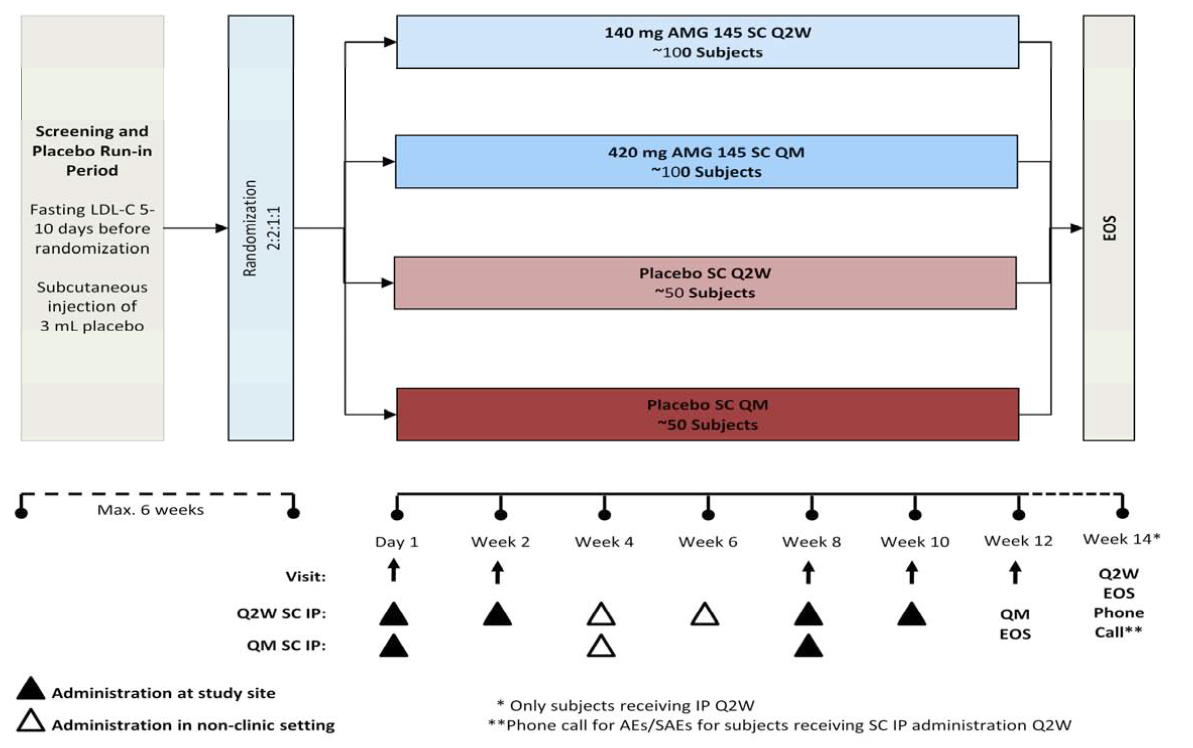 Screening and
Placebo Run-in
Period
Fasting LDL-C 5-
10 days before
randomization
Subcutaneous
injection of
3 mL placebo
Randomization
2:2:1:1
140 mg AMG 145 SC Q2W
~100 Subjects
420 mg AMG 145 SC QM
~100 Subjects
Placebo SC Q2W
~50 Subjects
Placebo SC QM
~50 Subjects
EOS
Max. 6 weeks
Day 1
Week 2
Week 4
Week 6
Week 8
Week 10
Week 12
Week 14*
Visit:
Q2W SC IP:
QM SC IP:
QM
EOS
Q2W
EOS
Phone
Call**
Administration at study site
Administration in non-clinic setting
* Only subjects receiving IP Q2W
**Phone call for AEs/SAEs for subjects receiving SC IP administration Q2W